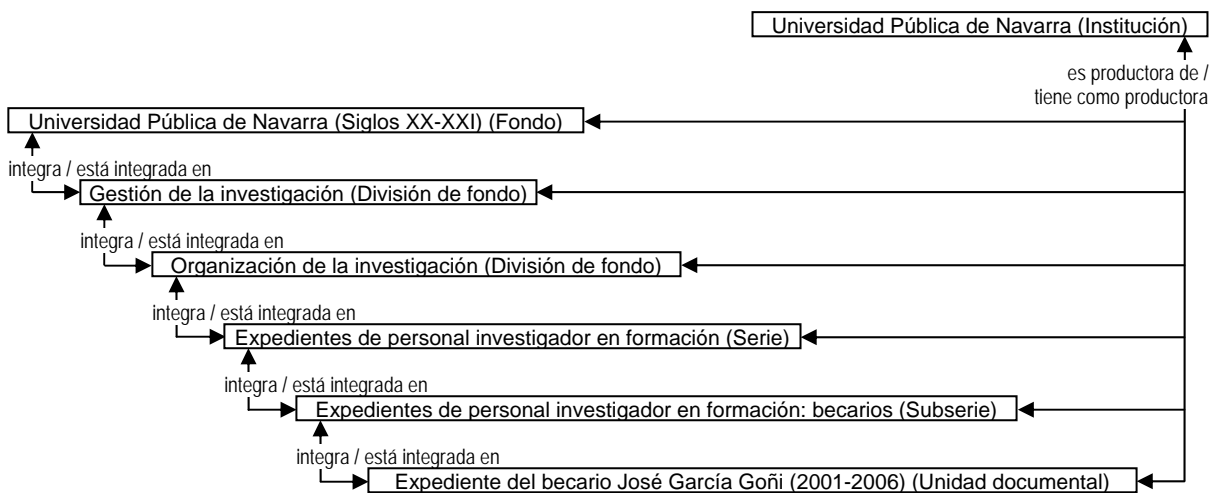 Universidad Pública de Navarra (Institución)
es productora de /
tiene como productora
Universidad Pública de Navarra (Siglos XX-XXI) (Fondo)
integra / está integrada en
Gestión de la investigación (División de fondo)
integra / está integrada en
Organización de la investigación (División de fondo)
integra / está integrada en
Expedientes de personal investigador en formación (Serie)
integra / está integrada en
Expedientes de personal investigador en formación: becarios (Subserie)
integra / está integrada en
Expediente del becario José García Goñi (2001-2006) (Unidad documental)